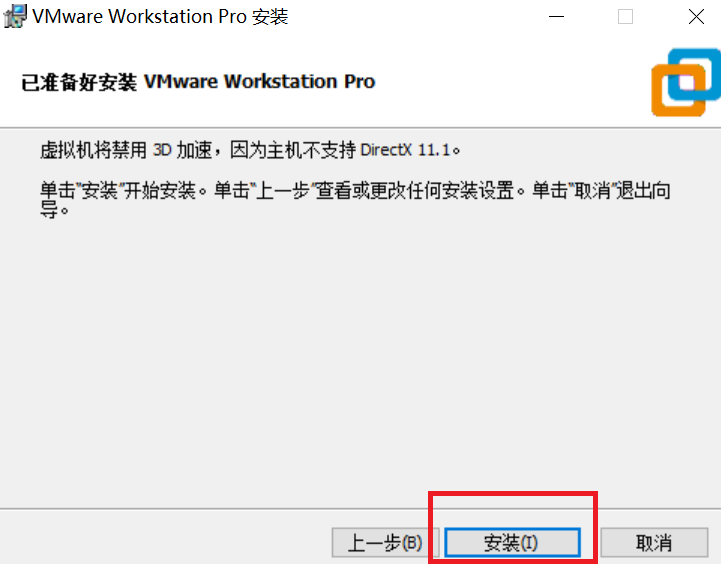 VMware Workstation Pro 安装
已准备好安装 VMware Workstation Pro
虚拟机将禁用 3D 加速，因为主机不支持 DirectX 11.1。
单击"安装"开始安装。单击"上一步"查看或更改任何安装设置。单击"取消"退出向
导。
上一步(B) 安装(I) 取消